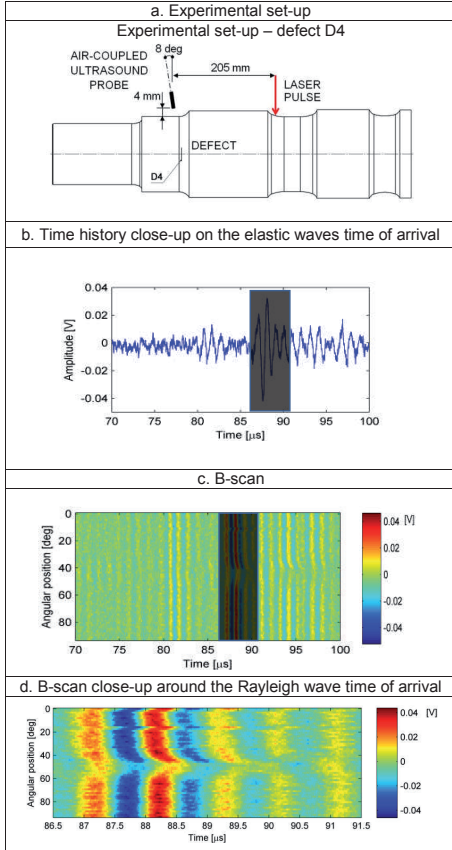 a. Experimental set-up
Experimental set-up – defect D4
AIR-COUPLED
ULTRASOUND
PROBE
8 deg
205 mm
4 mm
LASER
PULSE
DEFECT
D4
b. Time history close-up on the elastic waves time of arrival
Amplitude [V]
0.04
0.02
0
-0.02
-0.04
70 75 80 85 90 95 100
Time [μs]
c. B-scan
Angular position
[deg]
0
20
40
60
80
70 75 80 85 90 95 100
Time [μs]
0.04 [V]
0.02
0
-0.02
-0.04
d. B-scan close-up around the Rayleigh wave time of arrival
Angular position [deg]
0
20
40
60
80
86.5 87 87.5 88 88.5 89 89.5 90 90.5 91 91.5
Time [μs]
0.04 [V]
0.02
0
-0.02
-0.04